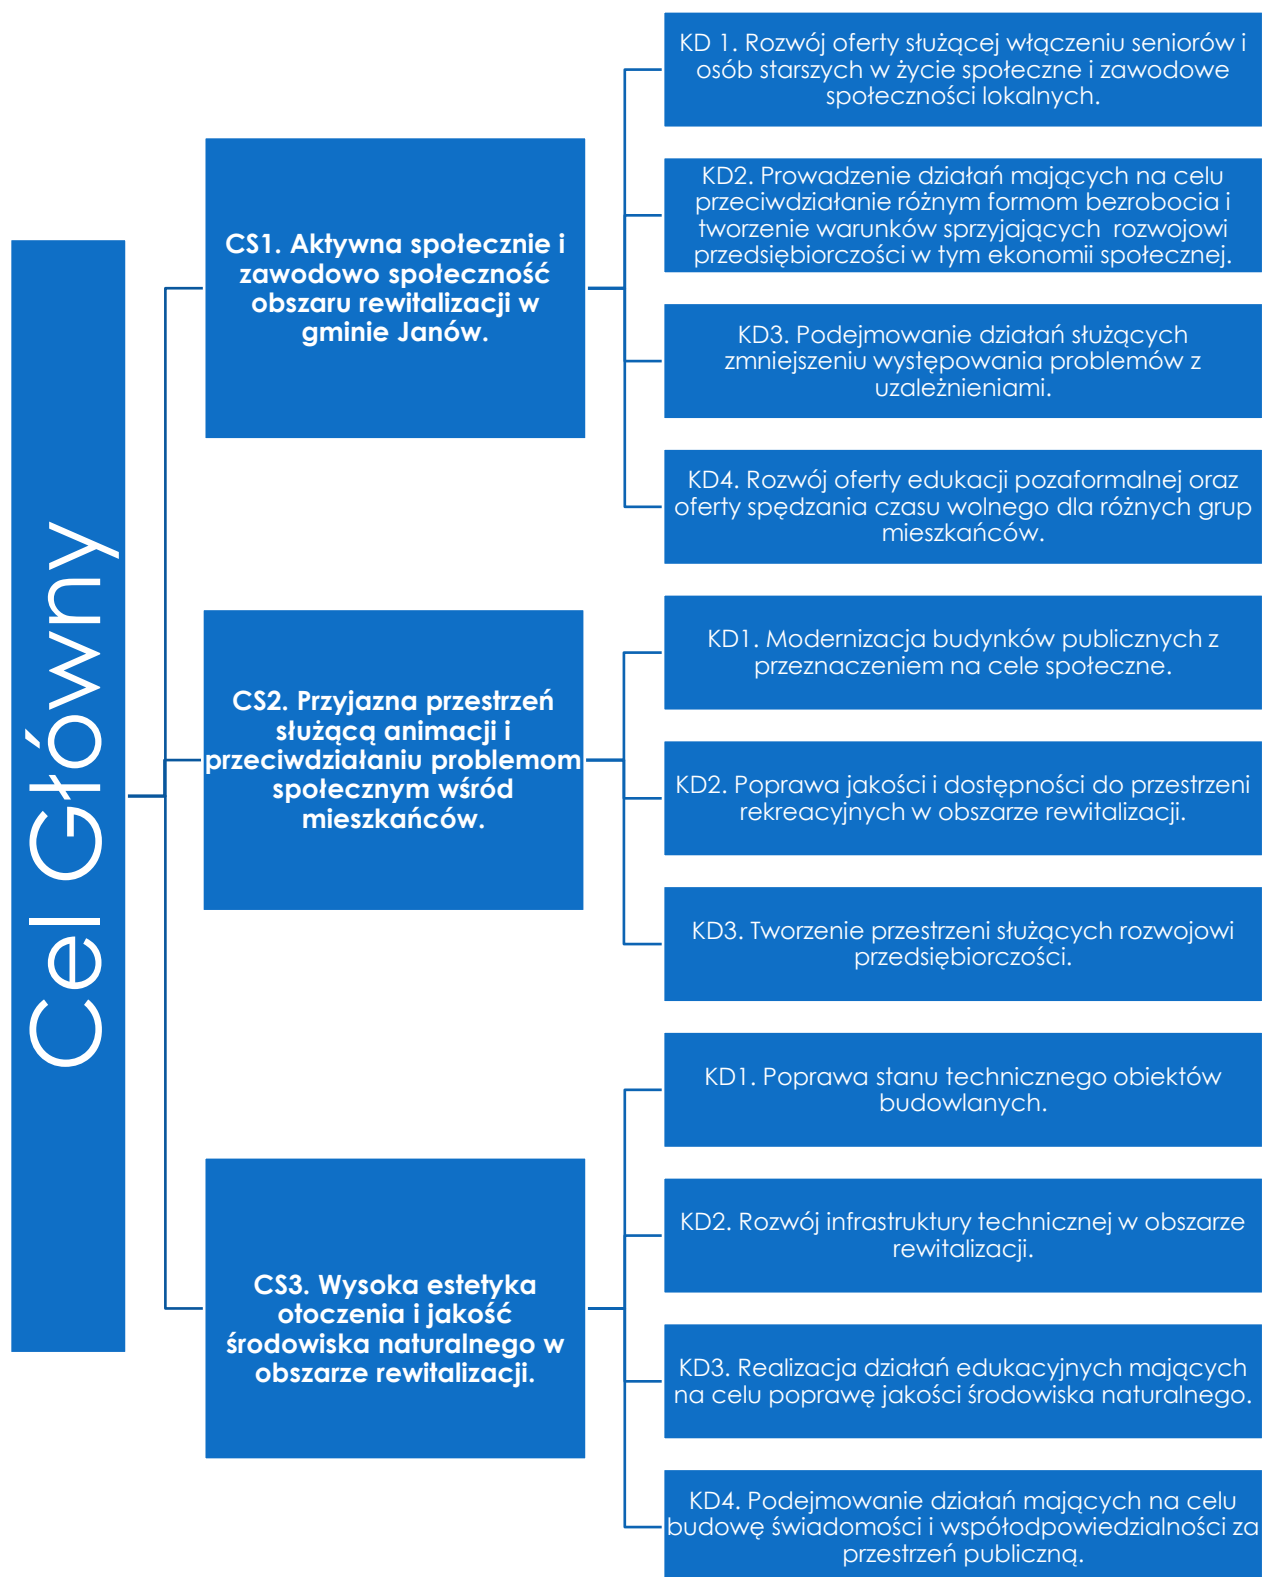 Cel Główny
CS1. Aktywna społecznie i
zawodowo społeczność
obszaru rewitalizacji w
gminie Janów.
KD 1. Rozwój oferty służącej włączeniu seniorów i
osób starszych w życie społeczne i zawodowe
społeczności lokalnych.
KD2. Prowadzenie działań mających na celu
przeciwdziałanie różnym formom bezrobocia i
tworzenie warunków sprzyjających  rozwojowi
przedsiębiorczości w tym ekonomii społecznej.
KD3. Podejmowanie działań służących
zmniejszeniu występowania problemów z
uzależnieniami.
KD4. Rozwój oferty edukacji pozaformalnej oraz
oferty spędzania czasu wolnego dla różnych grup
mieszkańców.
CS2. Przyjazna przestrzeń
służącą animacji i
przeciwdziałaniu problemom
społecznym wśród
mieszkańców.
KD1. Modernizacja budynków publicznych z
przeznaczeniem na cele społeczne.
KD2. Poprawa jakości i dostępności do przestrzeni
rekreacyjnych w obszarze rewitalizacji.
KD3. Tworzenie przestrzeni służących rozwojowi
przedsiębiorczości.
CS3. Wysoka estetyka
otoczenia i jakość
środowiska naturalnego w
obszarze rewitalizacji.
KD1. Poprawa stanu technicznego obiektów
budowlanych.
KD2. Rozwój infrastruktury technicznej w obszarze
rewitalizacji.
KD3. Realizacja działań edukacyjnych mających
na celu poprawę jakości środowiska naturalnego.
KD4. Podejmowanie działań mających na celu
budowę świadomości i współodpowiedzialności za
przestrzeń publiczną.